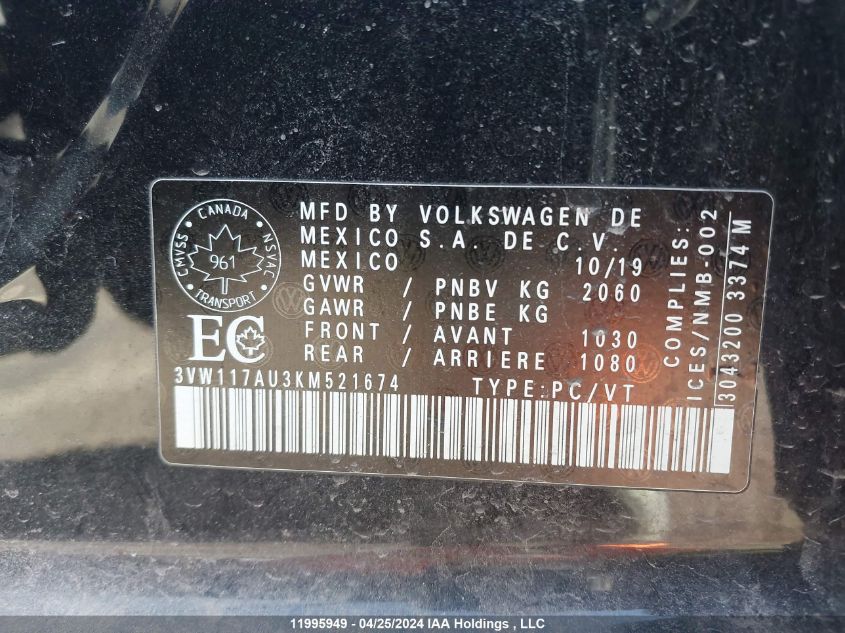 CANADA
CMVSS NSVAC
961
TRANSPORT
EC
MFD BY VOLKSWAGEN DE
MEXICO S.A. DE C.V.
MEXICO 10/19
GVWR / PNBV KG 2060
GAWR / PNBE KG
FRONT / AVANT 1030
REAR / ARRIERE 1080
3VW117AU3KM521674 TYPE:PC/VT
COMPLIES:
ICES/NMB-002
3043200 3374 M
11995949 - 04/25/2024 IAA Holdings , LLC